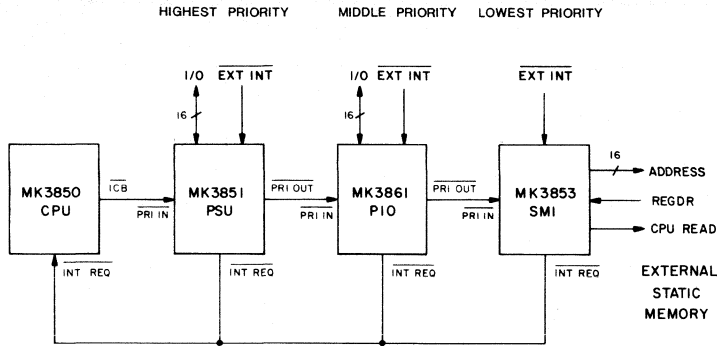 HIGHEST PRIORITY MIDDLE PRIORITY LOWEST PRIORITY
I/O EXT INT I/O EXT INT EXT INT
16 16
MK3850 CPU
ICB
PRI IN
MK3851 PSU
PRI OUT
PRI IN
MK3861 PIO
PRI OUT
PRI IN
MK3853 SMI
16
ADDRESS
REGDR
CPU READ
INT REQ INT REQ INT REQ INT REQ
EXTERNAL
STATIC
MEMORY